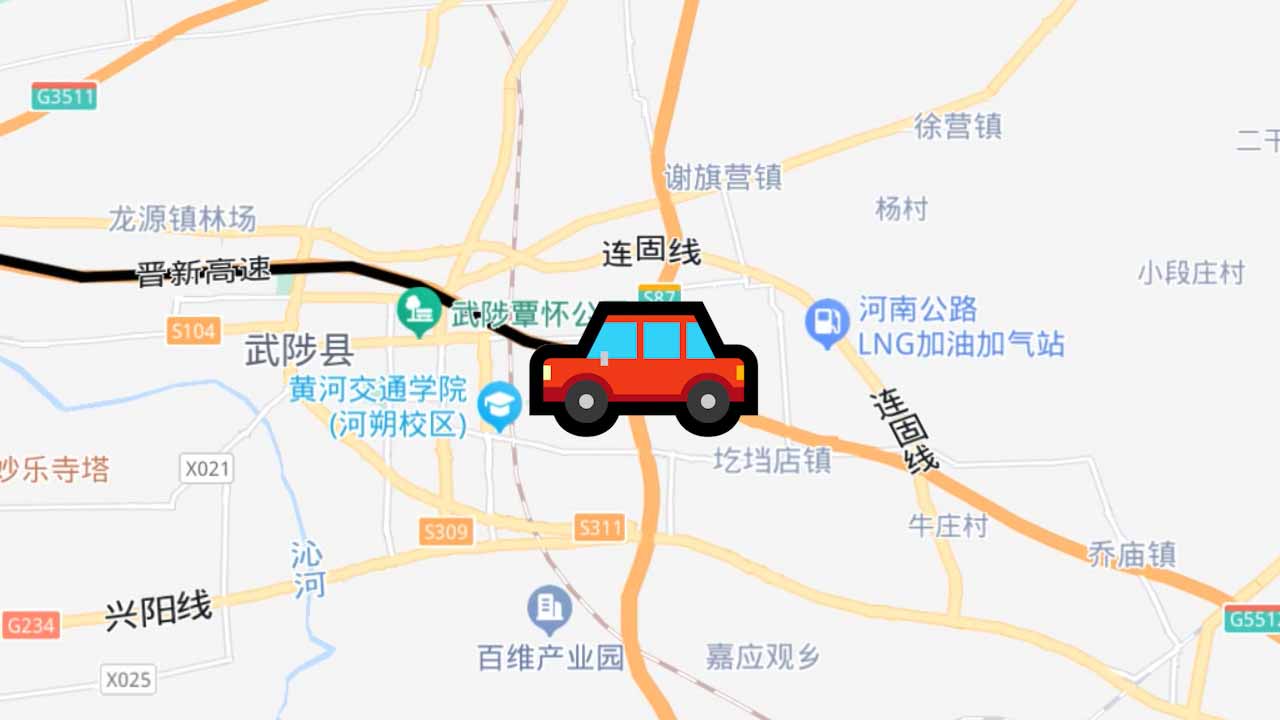 G3511
徐营镇
谢旗营镇
杨村
龙源镇林场
连固线
晋新高速
小段庄村
S87
武陟覃怀公
河南公路
LNG加油加气站
S104
武陟县
黄河交通学院
(河朔校区)
连固线
妙乐寺塔
X021
圪垱店镇
S309
S311
牛庄村
沁河
乔庙镇
兴阳线
G234
G5512
百维产业园
嘉应观乡
X025